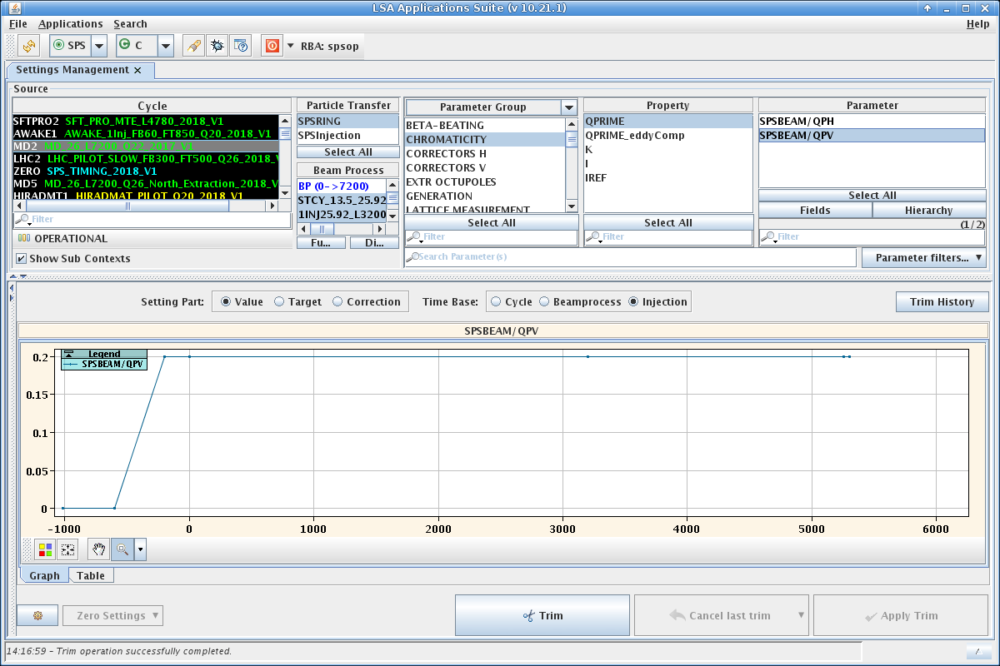 LSA Applications Suite (v 10.21.1)
File Applications Search Help
SPS C RBA: spsop
Settings Management
Source
Cycle
SFTPRO2 SFT_PRO_MTE_L4780_2018_V1
AWAKE1 AWAKE_1Inj_FB60_FT850_Q20_2018_V1
MD2 MD_26_L7200_Q22_2017_V1
LHC2 LHC_PILOT_SLOW_FB300_FT500_Q26_2018_V
ZERO SPS_TIMING_2018_V1
MD5 MD_26_L7200_Q26_North_Extraction_2018_V
HIRADMT1 HIRADMAT_PILOT_Q20_2018_V1
Filter
OPERATIONAL
Show Sub Contexts
Particle Transfer
SPSRING
SPSInjection
Select All
Beam Process
BP (0->7200)
STCY_13.5_25.92
1INJ25.92_L3200
Fu... Di...
Parameter Group
BETA-BEATING
CHROMATICITY
CORRECTORS H
CORRECTORS V
EXTR OCTUPOLES
GENERATION
LATTICE MEASUREMENT
Select All
Filter
Property
QPRIME
QPRIME_eddyComp
K
I
IREF
Select All
Filter
Parameter
SPSBEAM/QPH
SPSBEAM/QPV
Select All
Fields Hierarchy
(1/2)
Filter
Search Parameter(s)
Parameter filters...
Setting Part: Value Target Correction Time Base: Cycle Beamprocess Injection
Trim History
SPSBEAM/QPV
Legend
SPSBEAM/QPV
0.2
0.15
0.1
0.05
0
-1000 0 1000 2000 3000 4000 5000 6000
Graph Table
Zero Settings Trim Cancel last trim Apply Trim
14:16:59 – Trim operation successfully completed.